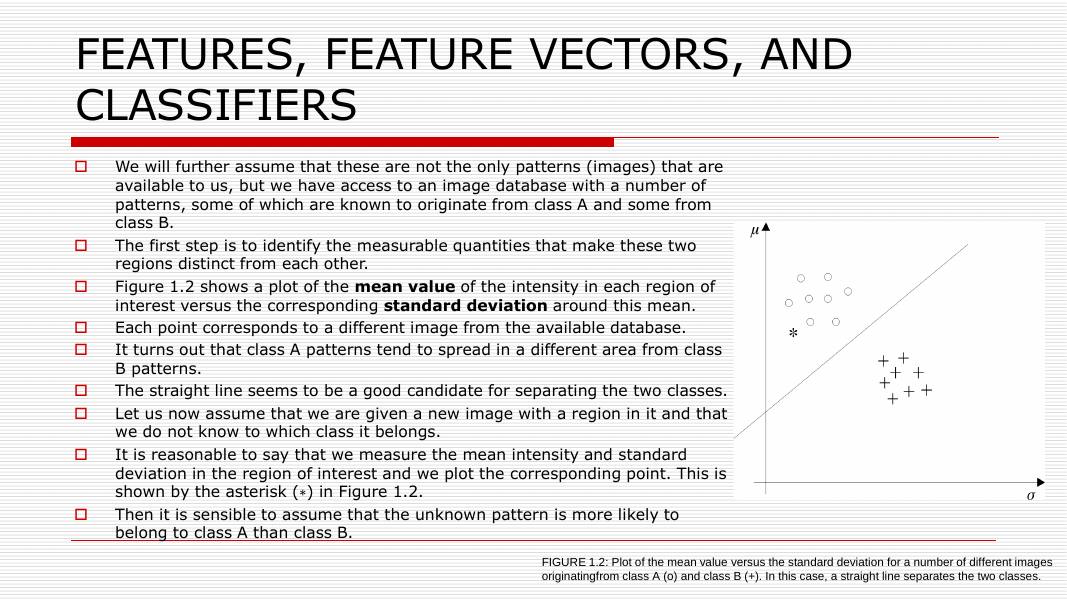 FEATURES, FEATURE VECTORS, AND
CLASSIFIERS
We will further assume that these are not the only patterns (images) that are
available to us, but we have access to an image database with a number of
patterns, some of which are known to originate from class A and some from
class B.
The first step is to identify the measurable quantities that make these two
regions distinct from each other.
Figure 1.2 shows a plot of the mean value of the intensity in each region of
interest versus the corresponding standard deviation around this mean.
Each point corresponds to a different image from the available database.
It turns out that class A patterns tend to spread in a different area from class
B patterns.
The straight line seems to be a good candidate for separating the two classes.
Let us now assume that we are given a new image with a region in it and that
we do not know to which class it belongs.
It is reasonable to say that we measure the mean intensity and standard
deviation in the region of interest and we plot the corresponding point. This is
shown by the asterisk (∗) in Figure 1.2.
Then it is sensible to assume that the unknown pattern is more likely to
belong to class A than class B.
μ
σ
FIGURE 1.2: Plot of the mean value versus the standard deviation for a number of different images
originatingfrom class A (o) and class B (+). In this case, a straight line separates the two classes.